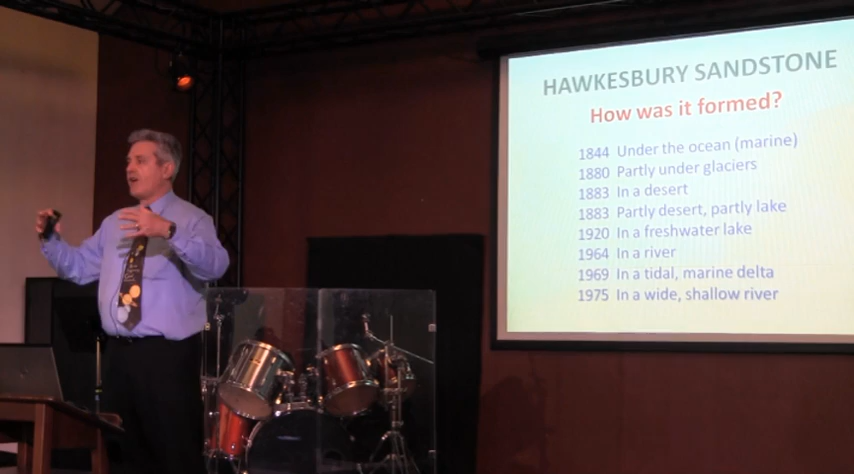 HAWKESBURY SANDSTONE
How was it formed?
1844 Under the ocean (marine)
1880 Partly under glaciers
1883 In a desert
1883 Partly desert, partly lake
1920 In a freshwater lake
1964 In a river
1969 In a tidal, marine delta
1975 In a wide, shallow river